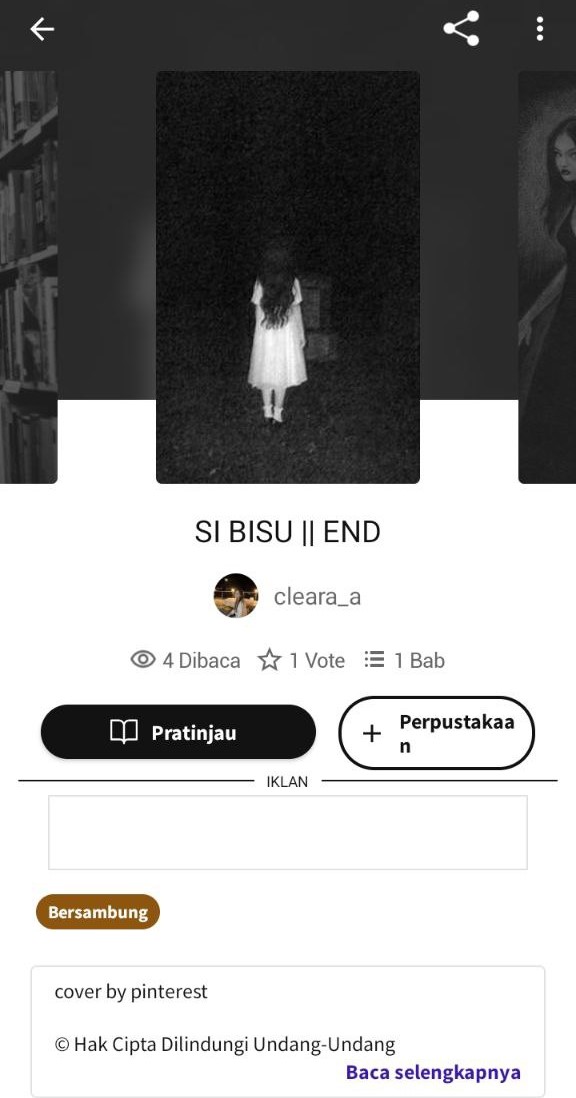 SI BISU || END
cleara_a
4 Dibaca 1 Vote 1 Bab
Pratinjau
Perpustakaa
n
IKLAN
Bersambung
cover by pinterest
© Hak Cipta Dilindungi Undang-Undang
Baca selengkapnya